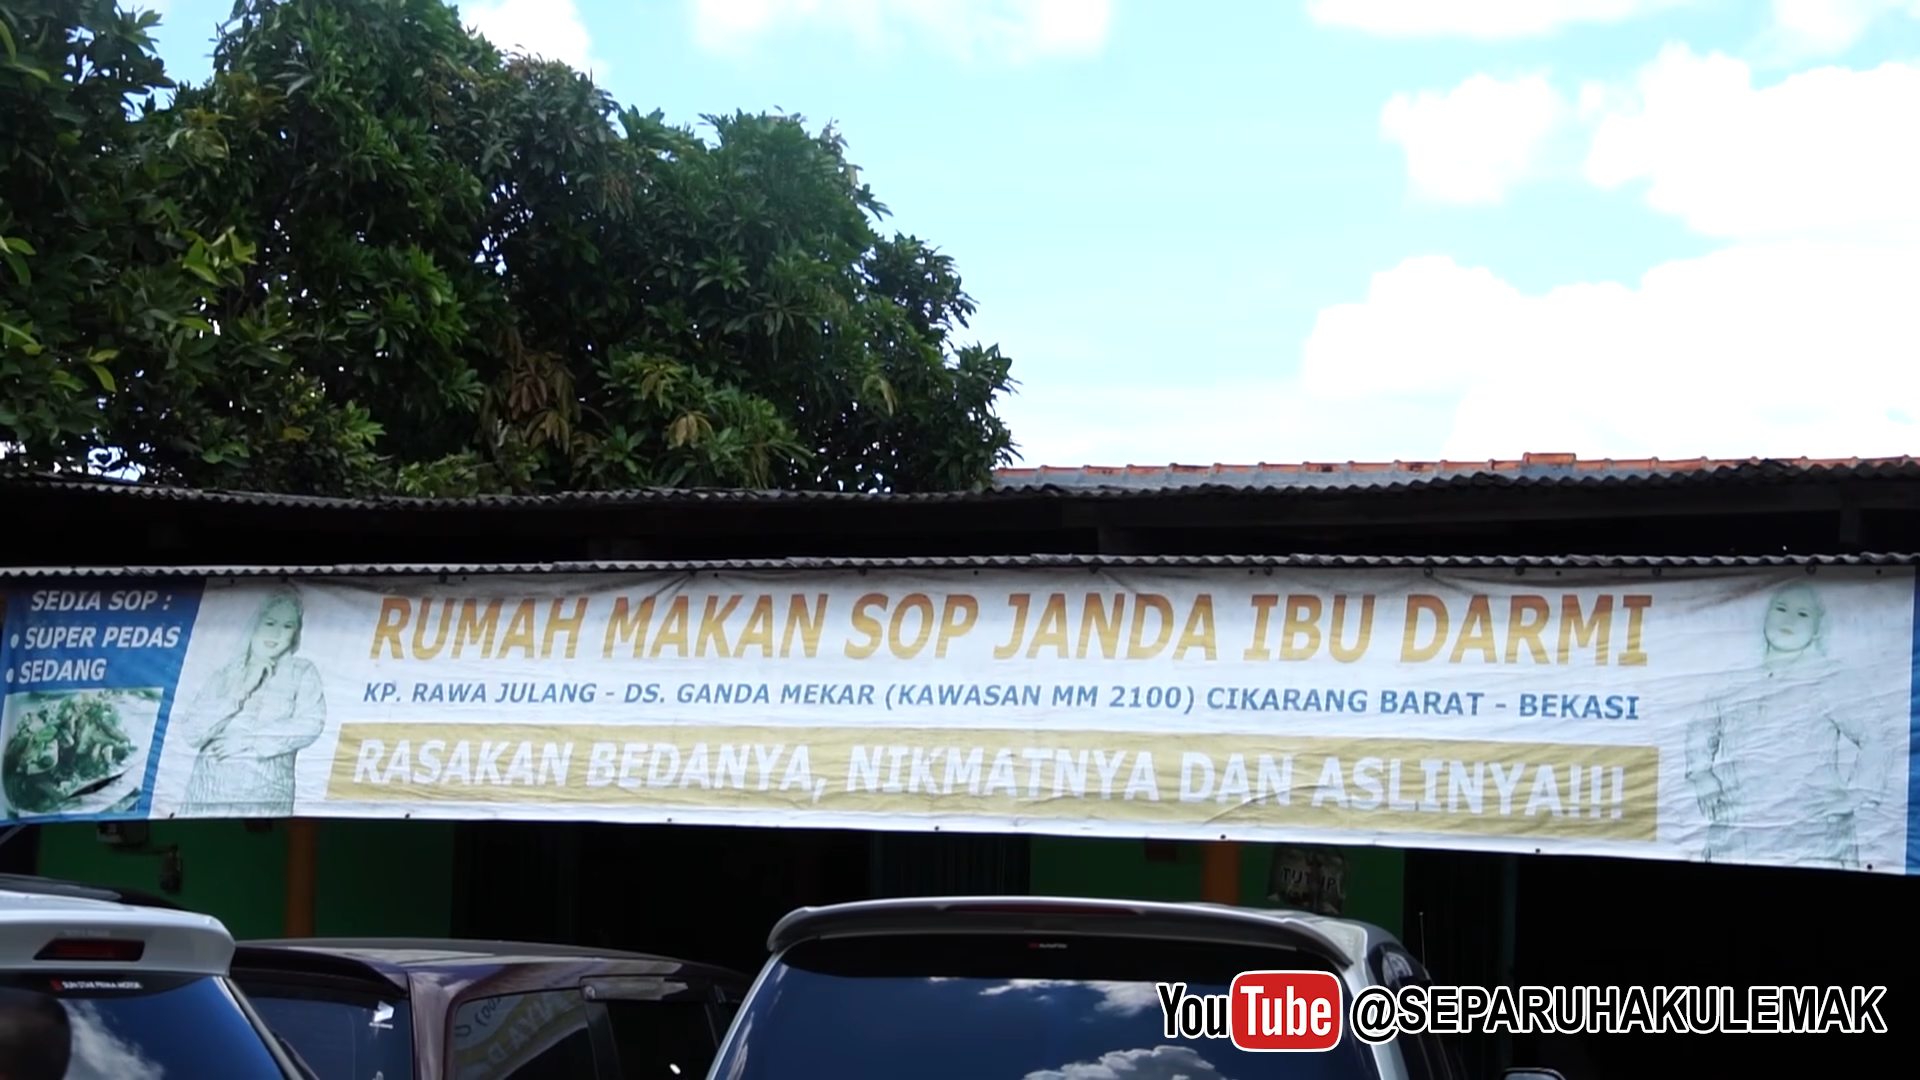 SEDIA SOP :
• SUPER PEDAS
• SEDANG
RUMAH MAKAN SOP JANDA IBU DARMI
KP. RAWA JULANG - DS. GANDA MEKAR (KAWASAN MM 2100) CIKARANG BARAT - BEKASI
RASAKAN BEDANYA, NIKMATNYA DAN ASLINYA!!!
TUTUP
YouTube @SEPARUHAKULEMAK